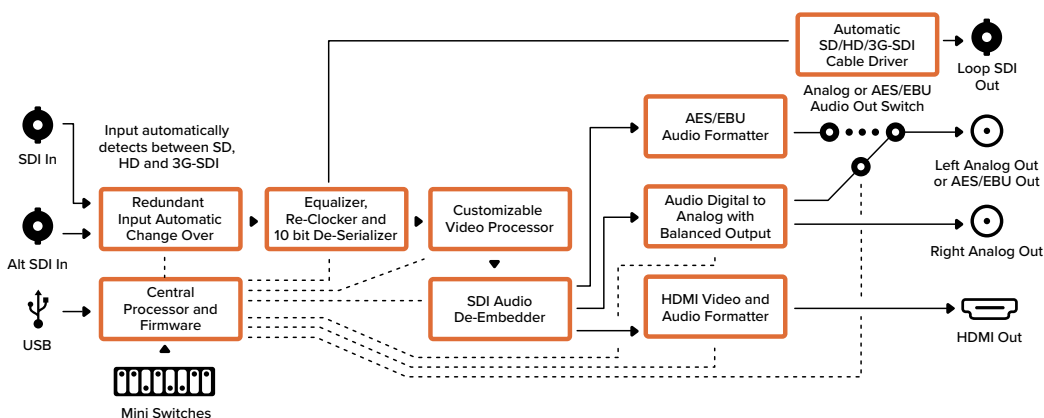 Automatic
SD/HD/3G-SDI
Cable Driver
Loop SDI
Out
Analog or AES/EBU
Audio Out Switch
SDI In
Input automatically
detects between SD,
HD and 3G-SDI
AES/EBU
Audio Formatter
Left Analog Out
or AES/EBU Out
Alt SDI In
Redundant
Input Automatic
Change Over
Equalizer,
Re-Clocker and
10 bit De-Serializer
Customizable
Video Processor
Audio Digital to
Analog with
Balanced Output
Right Analog Out
USB
Central
Processor and
Firmware
SDI Audio
De-Embedder
HDMI Video and
Audio Formatter
HDMI Out
Mini Switches